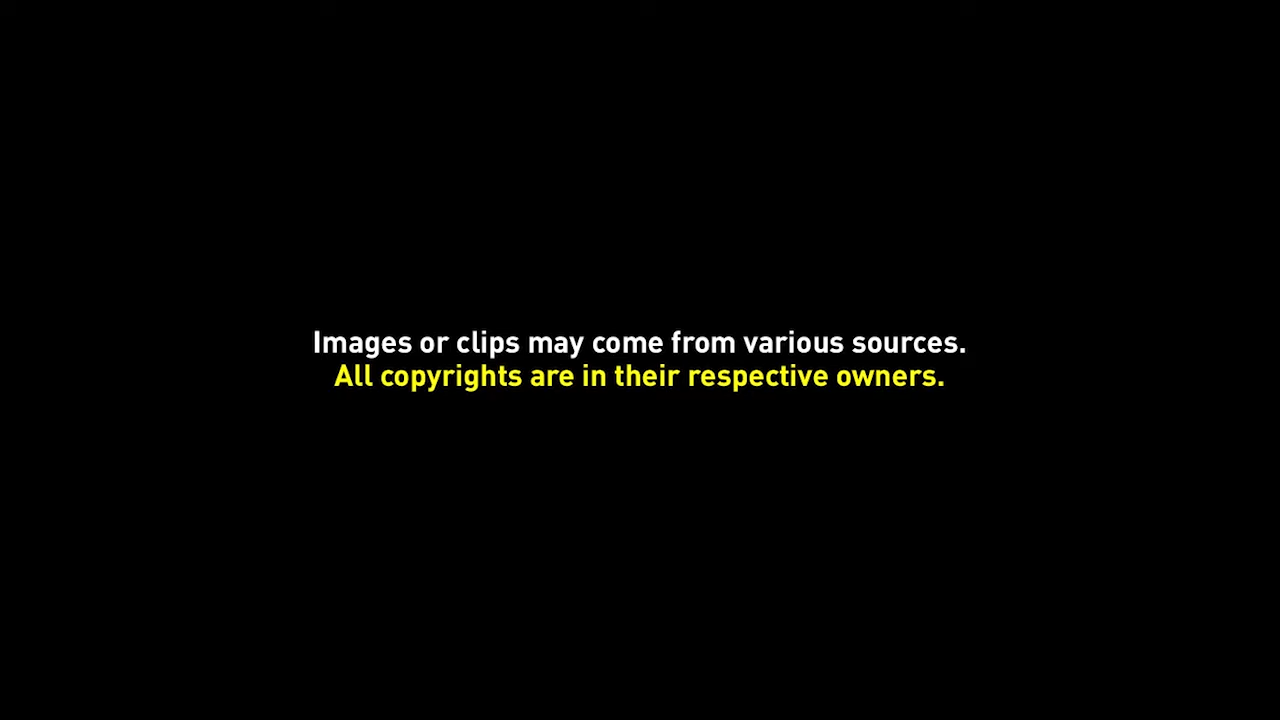 Images or clips may come from various sources.
All copyrights are in their respective owners.